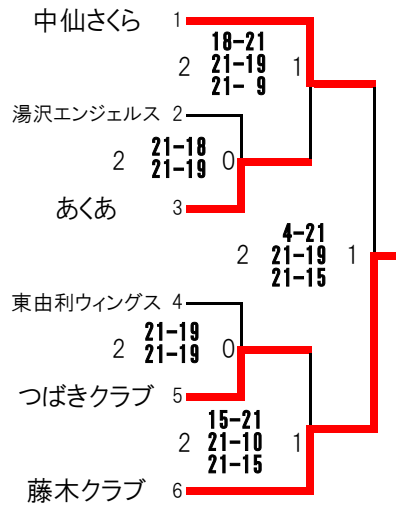 中仙さくら 1
18-21
2 21-19 1
21- 9
湯沢エンジェルス 2
2 21-18 0
21-19
あくあ 3
4-21
2 21-19 1
21-15
東由利ウィングス 4
21-19
2 21-19 0
つばきクラブ 5
15-21
2 21-10 1
21-15
藤木クラブ 6